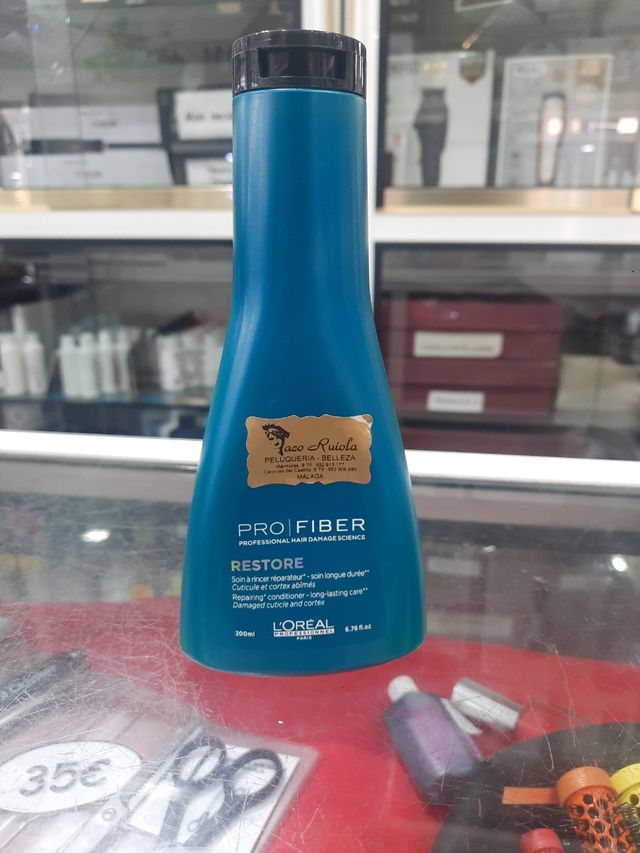 Paco Ruiola
PELUQUERIA - BELLEZA
MÁLAGA
PRO|FIBER
PROFESSIONAL HAIR DAMAGE SCIENCE
RESTORE
Soin à rincer réparateur* - soin longue durée**
Cuticule et cortex abîmés
Repairing* conditioner - long-lasting care**
Damaged cuticle and cortex
200ml L'ORÉAL 6.76 fl.oz
PROFESSIONNEL
PARIS
35€